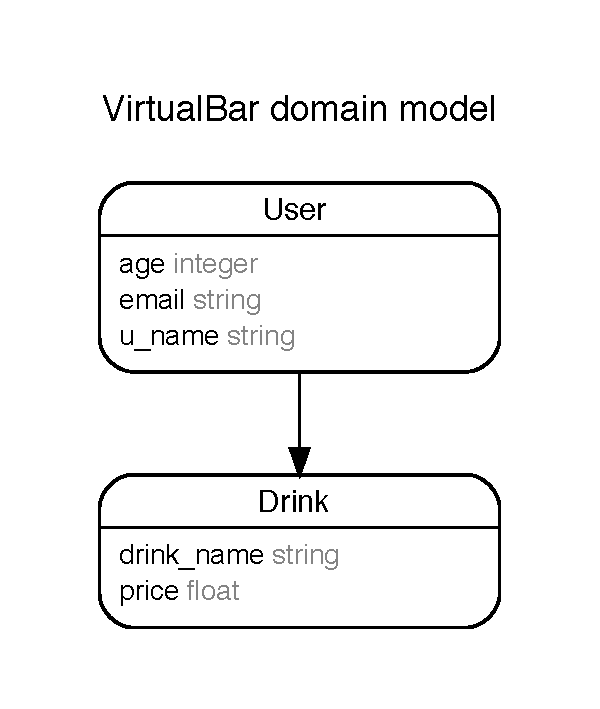 VirtualBar domain model
User
age integer
email string
u_name string
Drink
drink_name string
price float